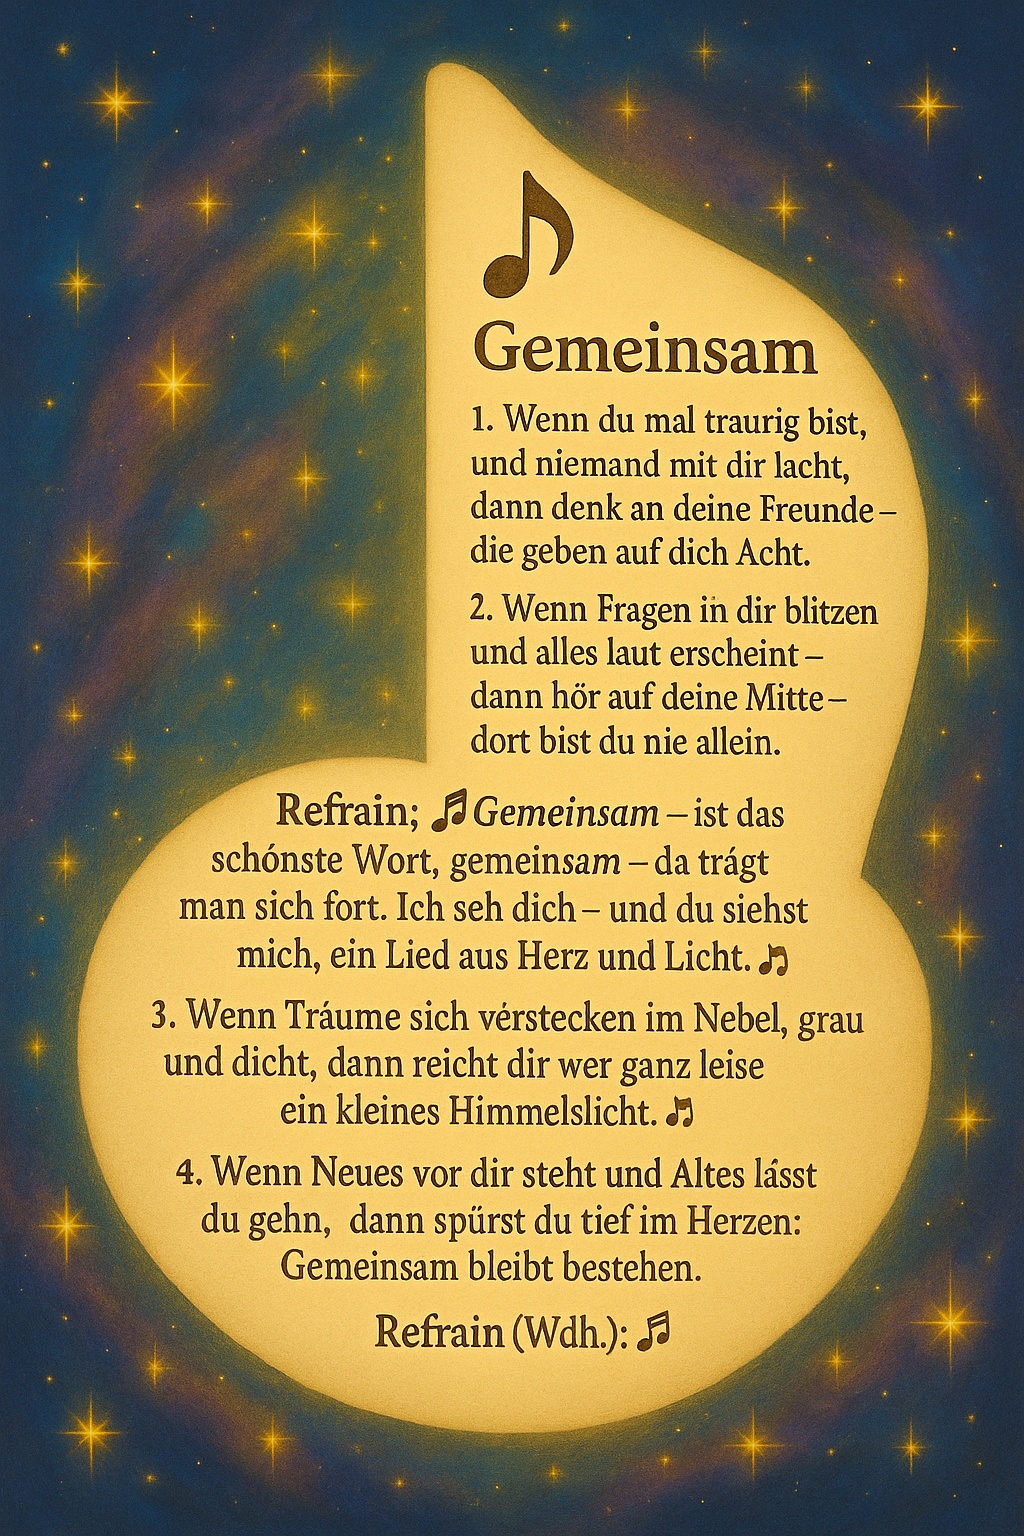 Gemeinsam
1. Wenn du mal traurig bist,
und niemand mit dir lacht,
dann denk an deine Freunde –
die geben auf dich Acht.
2. Wenn Fragen in dir blitzen
und alles laut erscheint –
dann hör auf deine Mitte –
dort bist du nie allein.
Refrain; 🎵 Gemeinsam – ist das
schónste Wort, gemeinsam – da trágt
man sich fort. Ich seh dich – und du siehst
mich, ein Lied aus Herz und Licht. 🎵
3. Wenn Tráume sich vérstecken im Nebel, grau
und dicht, dann reicht dir wer ganz leise
ein kleines Himmelslicht. 🎵
4. Wenn Neues vor dir steht und Altes lásst
du gehn, dann spürst du tief im Herzen:
Gemeinsam bleibt bestehen.
Refrain (Wdh.): 🎵